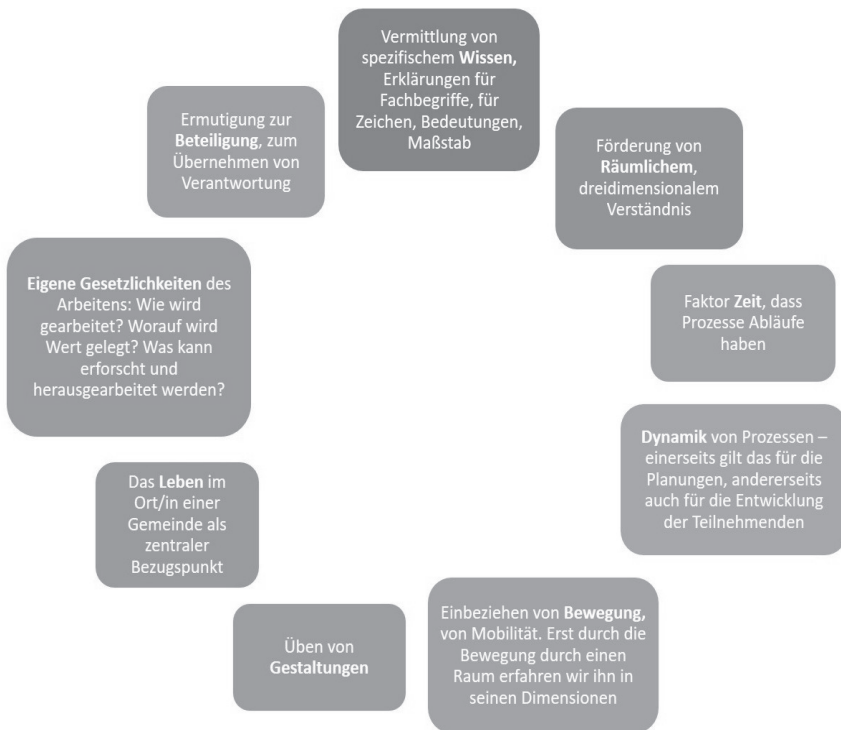 Vermittlung von
spezifischem Wissen,
Erklärungen für
Fachbegriffe, für
Zeichen, Bedeutungen,
Maßstab
Förderung von
Räumlichem,
dreidimensionalem
Verständnis
Faktor Zeit, dass
Prozesse Abläufe
haben
Dynamik von Prozessen –
einerseits gilt das für die
Planungen, andererseits
auch für die Entwicklung
der Teilnehmenden
Einbeziehen von Bewegung,
von Mobilität. Erst durch die
Bewegung durch einen
Raum erfahren wir ihn in
seinen Dimensionen
Üben von
Gestaltungen
Das Leben im
Ort/in einer
Gemeinde als
zentraler
Bezugspunkt
Eigene Gesetzlichkeiten des
Arbeitens: Wie wird
gearbeitet? Worauf wird
Wert gelegt? Was kann
erforscht und
herausgearbeitet werden?
Ermutigung zur
Beteiligung, zum
Übernehmen von
Verantwortung